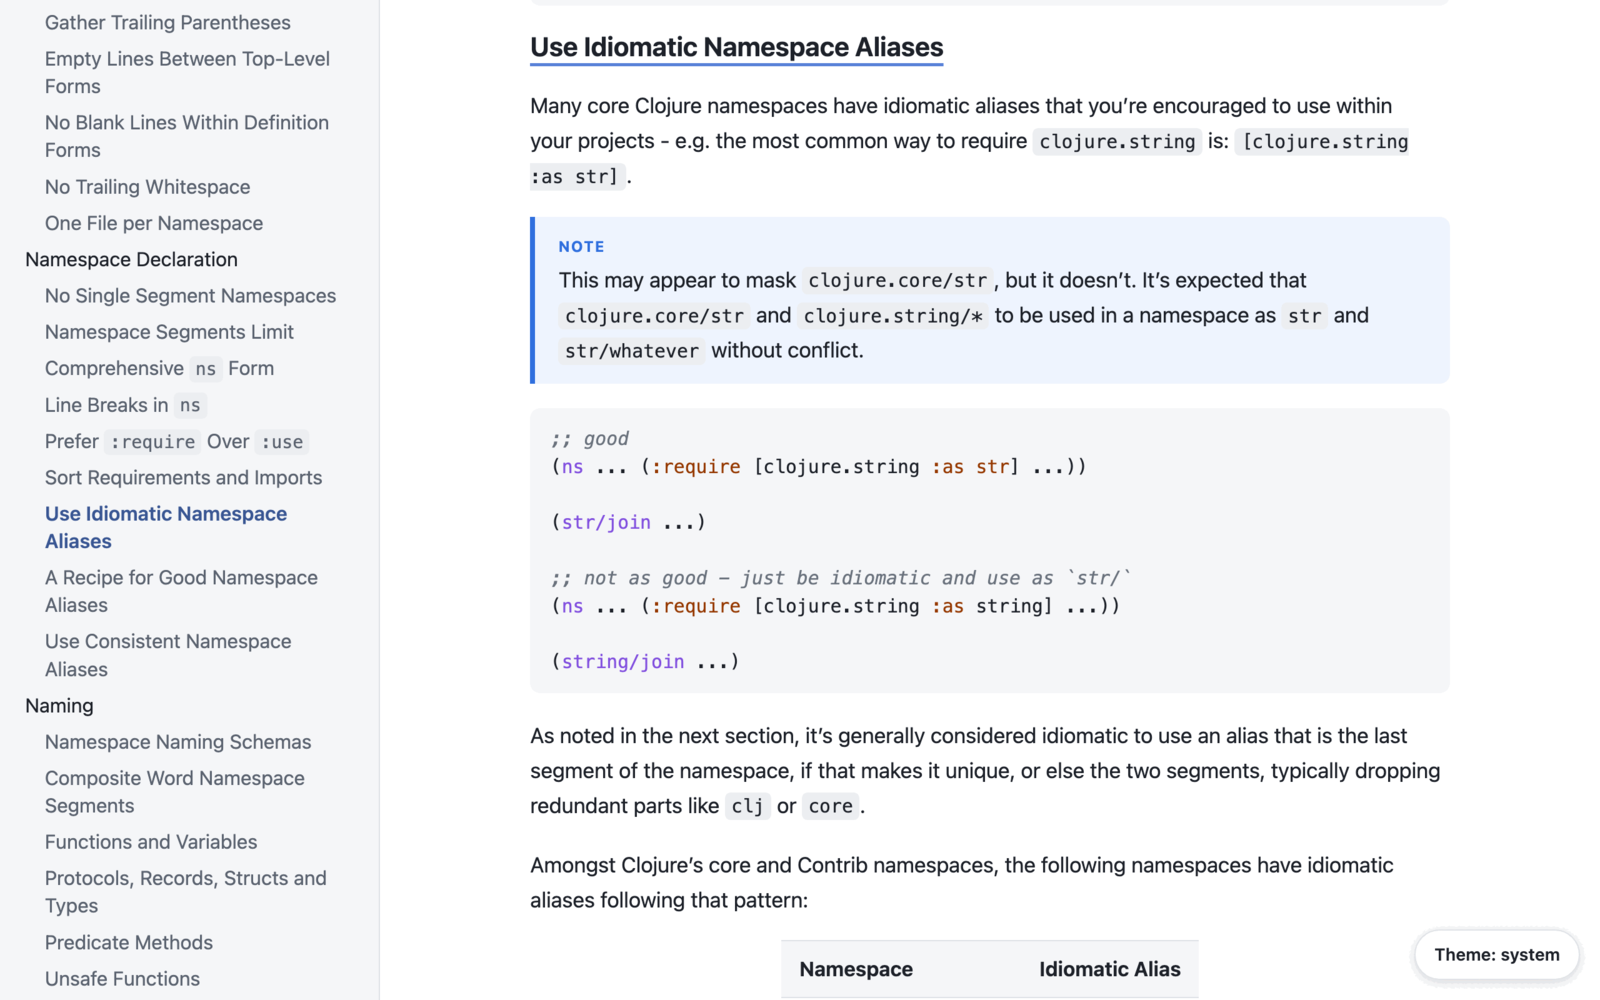 Gather Trailing Parentheses
Empty Lines Between Top-Level
Forms
No Blank Lines Within Definition
Forms
No Trailing Whitespace
One File per Namespace
Namespace Declaration
No Single Segment Namespaces
Namespace Segments Limit
Comprehensive ns Form
Line Breaks in ns
Prefer :require Over :use
Sort Requirements and Imports
Use Idiomatic Namespace
Aliases
A Recipe for Good Namespace
Aliases
Use Consistent Namespace
Aliases
Naming
Namespace Naming Schemas
Composite Word Namespace
Segments
Functions and Variables
Protocols, Records, Structs and
Types
Predicate Methods
Unsafe Functions
Use Idiomatic Namespace Aliases
Many core Clojure namespaces have idiomatic aliases that you’re encouraged to use within
your projects - e.g. the most common way to require clojure.string is: [clojure.string
:as str].
NOTE
This may appear to mask clojure.core/str, but it doesn’t. It’s expected that
clojure.core/str and clojure.string/* to be used in a namespace as str and
str/whatever without conflict.
;; good
(ns ... (:require [clojure.string :as str] ...))
(str/join ...)
;; not as good – just be idiomatic and use as `str/`
(ns ... (:require [clojure.string :as string] ...))
(string/join ...)
As noted in the next section, it’s generally considered idiomatic to use an alias that is the last
segment of the namespace, if that makes it unique, or else the two segments, typically dropping
redundant parts like clj or core.
Amongst Clojure’s core and Contrib namespaces, the following namespaces have idiomatic
aliases following that pattern:
Namespace Idiomatic Alias
Theme: system